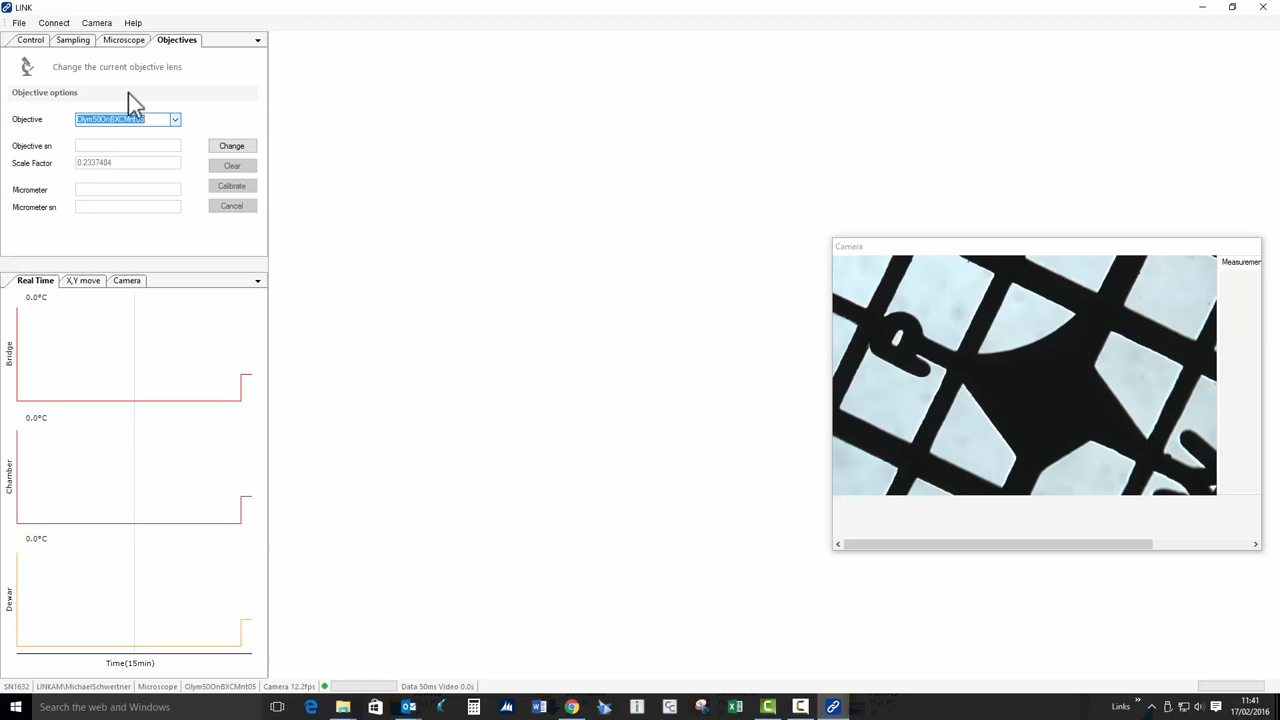 LINK
File Connect Camera Help
Control Sampling Microscope Objectives
Change the current objective lens
Objective options
Objective Olym50OnBXCMnt05
Objective sn Change
Scale Factor 0.2337484 Clear
Micrometer Calibrate
Micrometer sn Cancel
Camera
Measuremer
Real Time X,Y move Camera
0.0°C
Bridge
0.0°C
Chamber
0.0°C
Dewar
Time(15min)
SN1632 LINKAM\MichaelSchwertner Microscope Olym50OnBXCMnt05 Camera 12.2fps Data 50ms Video 0.0s
Search the web and Windows
Links
11:41
17/02/2016